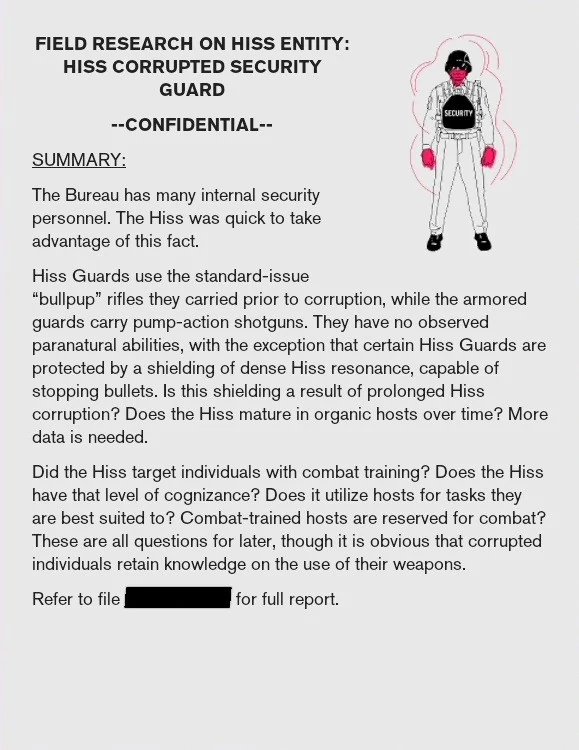 FIELD RESEARCH ON HISS ENTITY:
HISS CORRUPTED SECURITY
GUARD
--CONFIDENTIAL--
SUMMARY:
The Bureau has many internal security
personnel. The Hiss was quick to take
advantage of this fact.
Hiss Guards use the standard-issue
“bullpup” rifles they carried prior to corruption, while the armored
guards carry pump-action shotguns. They have no observed
paranatural abilities, with the exception that certain Hiss Guards are
protected by a shielding of dense Hiss resonance, capable of
stopping bullets. Is this shielding a result of prolonged Hiss
corruption? Does the Hiss mature in organic hosts over time? More
data is needed.
Did the Hiss target individuals with combat training? Does the Hiss
have that level of cognizance? Does it utilize hosts for tasks they
are best suited to? Combat-trained hosts are reserved for combat?
These are all questions for later, though it is obvious that corrupted
individuals retain knowledge on the use of their weapons.
Refer to file for full report.
SECURITY